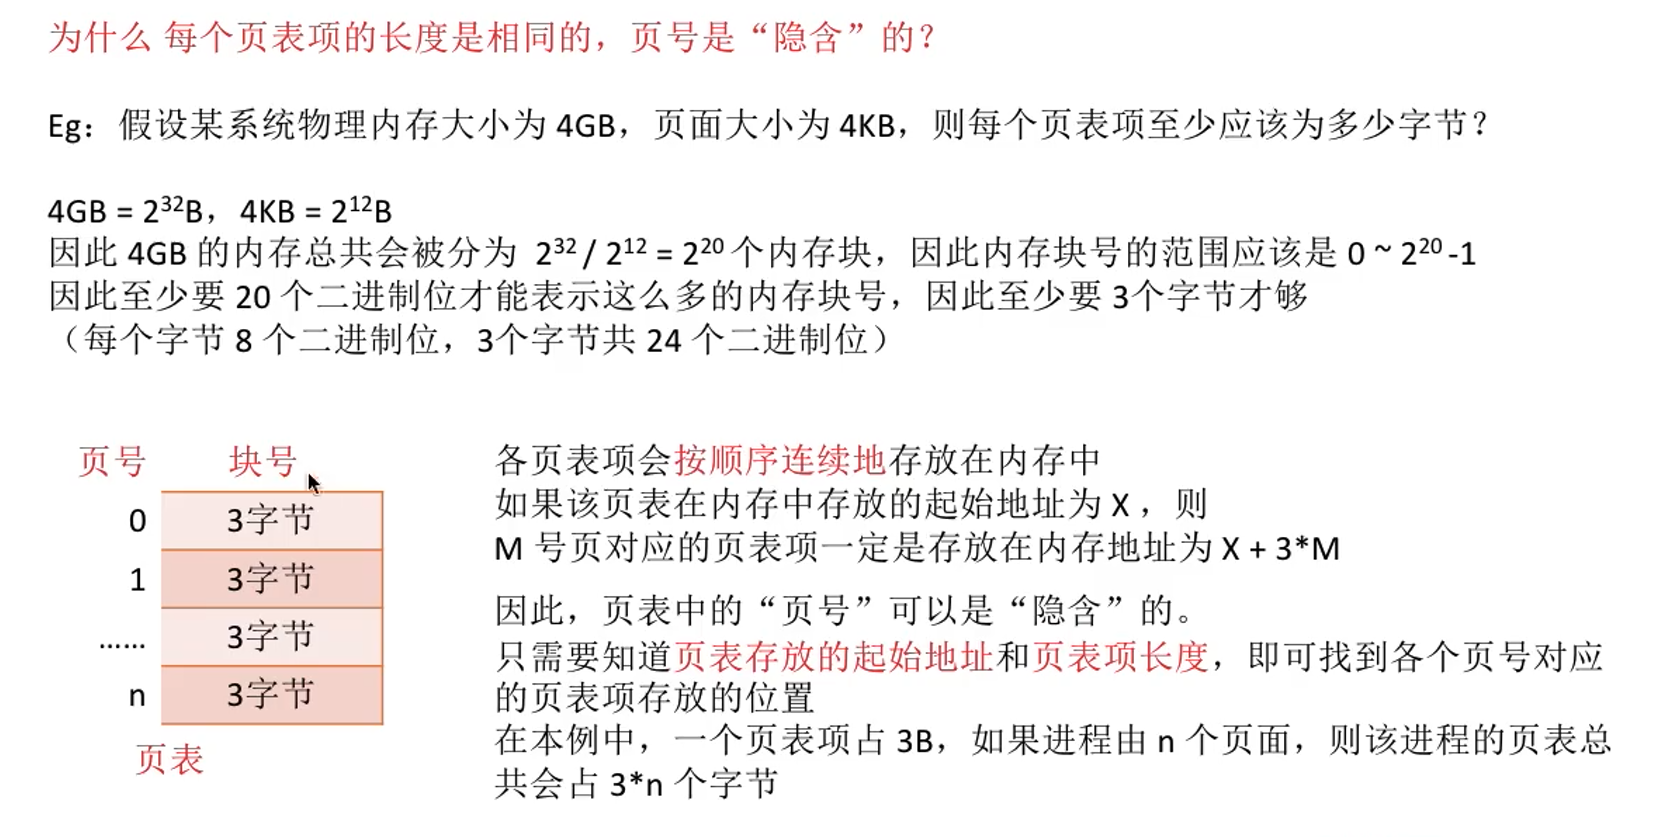 为什么 每个页表项的长度是相同的，页号是“隐含”的？
Eg：假设某系统物理内存大小为 4GB，页面大小为 4KB，则每个页表项至少应该为多少字节？
4GB = 2³²B，4KB = 2¹²B
因此 4GB 的内存总共会被分为 2³² / 2¹² = 2²⁰ 个内存块，因此内存块号的范围应该是 0 ~ 2²⁰ -1
因此至少要 20 个二进制位才能表示这么多的内存块号，因此至少要 3个字节才够
（每个字节 8 个二进制位，3个字节共 24 个二进制位）
页号 块号
0 3字节
1 3字节
…… 3字节
n 3字节
页表
各页表项会按顺序连续地存放在内存中
如果该页表在内存中存放的起始地址为 X ，则
M 号页对应的页表项一定是存放在内存地址为 X + 3*M
因此，页表中的“页号”可以是“隐含”的。
只需要知道页表存放的起始地址和页表项长度，即可找到各个页号对应
的页表项存放的位置
在本例中，一个页表项占 3B，如果进程由 n 个页面，则该进程的页表总
共会占 3*n 个字节